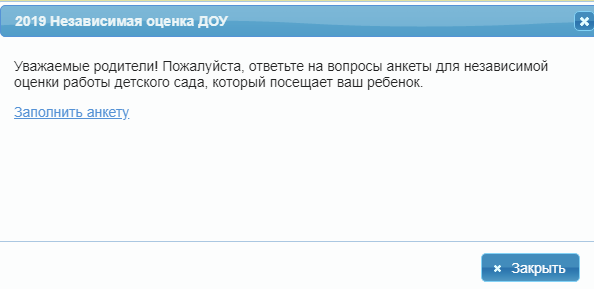 2019 Независимая оценка ДОУ
Уважаемые родители! Пожалуйста, ответьте на вопросы анкеты для независимой
оценки работы детского сада, который посещает ваш ребенок.
Заполнить анкету
Закрыть